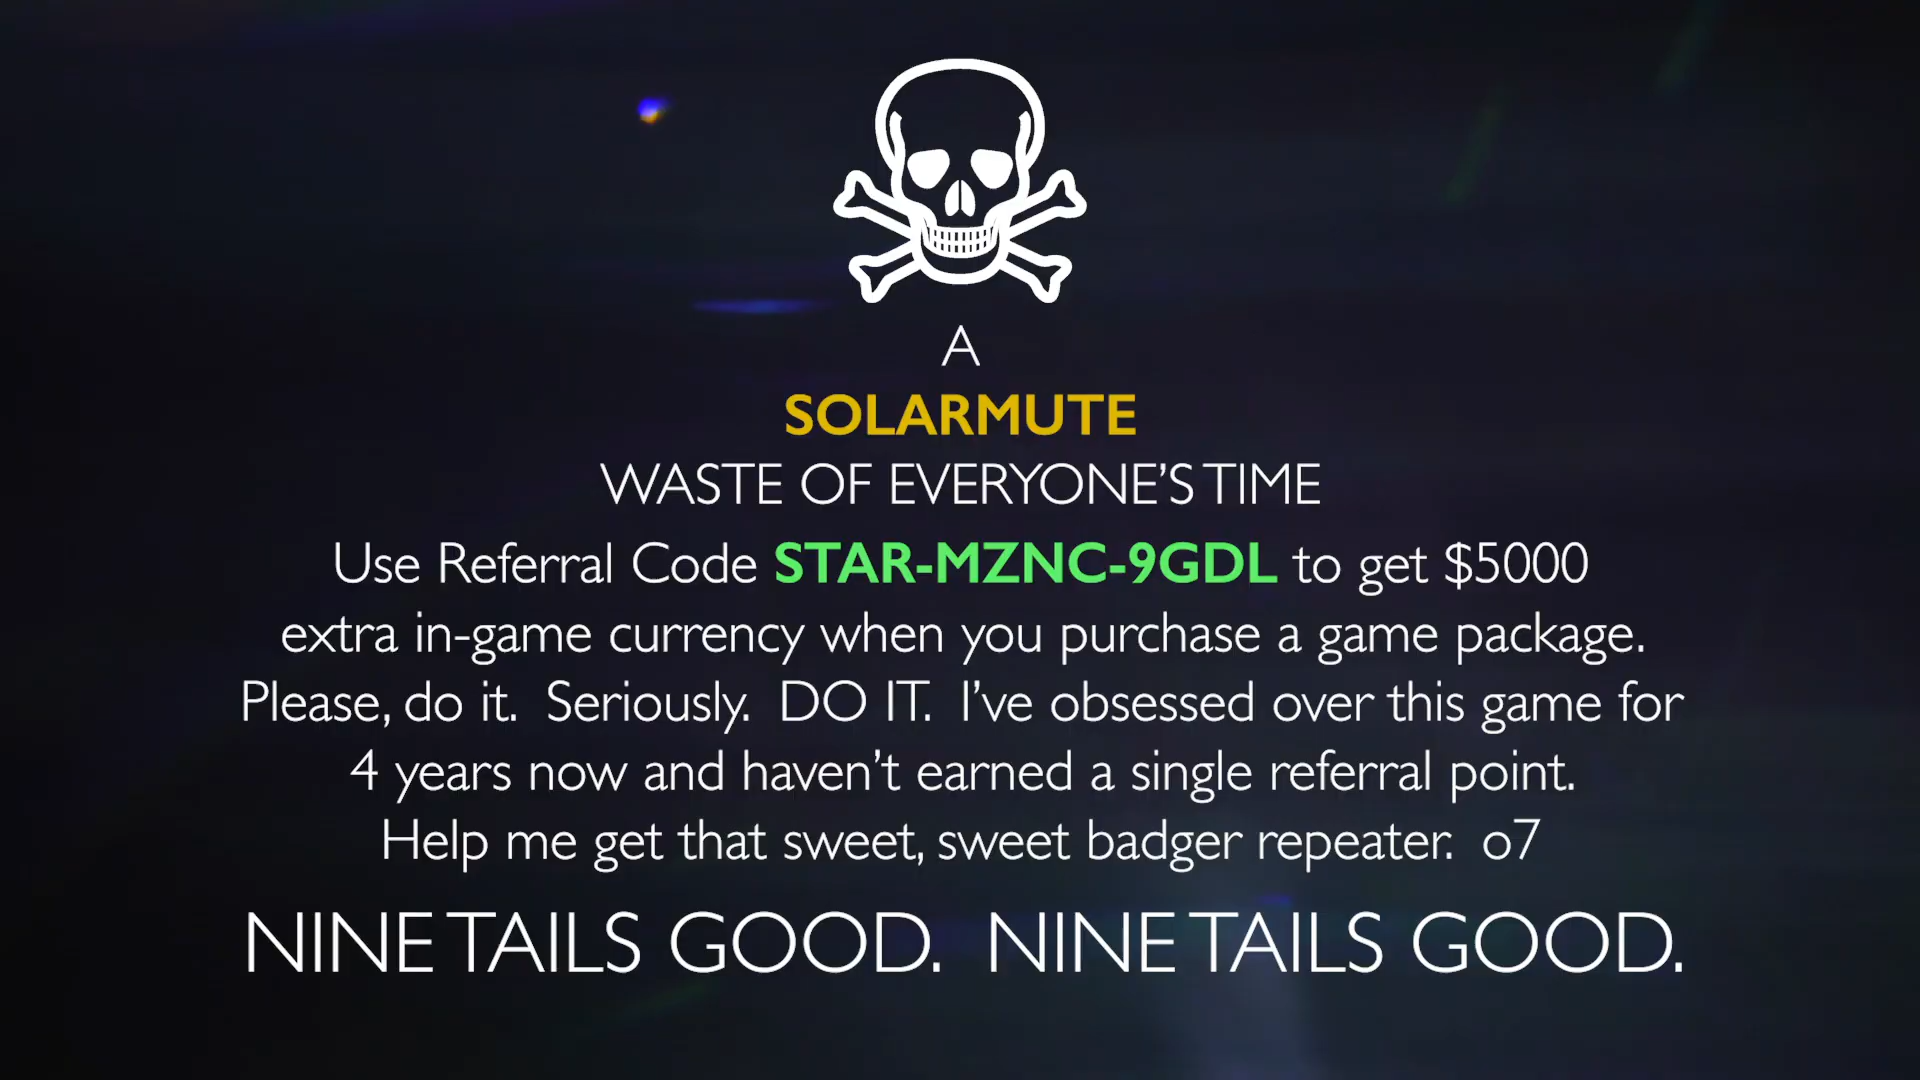 A
SOLARMUTE
WASTE OF EVERYONE'S TIME
Use Referral Code STAR-MZNC-9GDL to get $5000
extra in-game currency when you purchase a game package.
Please, do it.  Seriously.  DO IT.  I've obsessed over this game for
4 years now and haven't earned a single referral point.
Help me get that sweet, sweet badger repeater.  o7
NINE TAILS GOOD.  NINE TAILS GOOD.